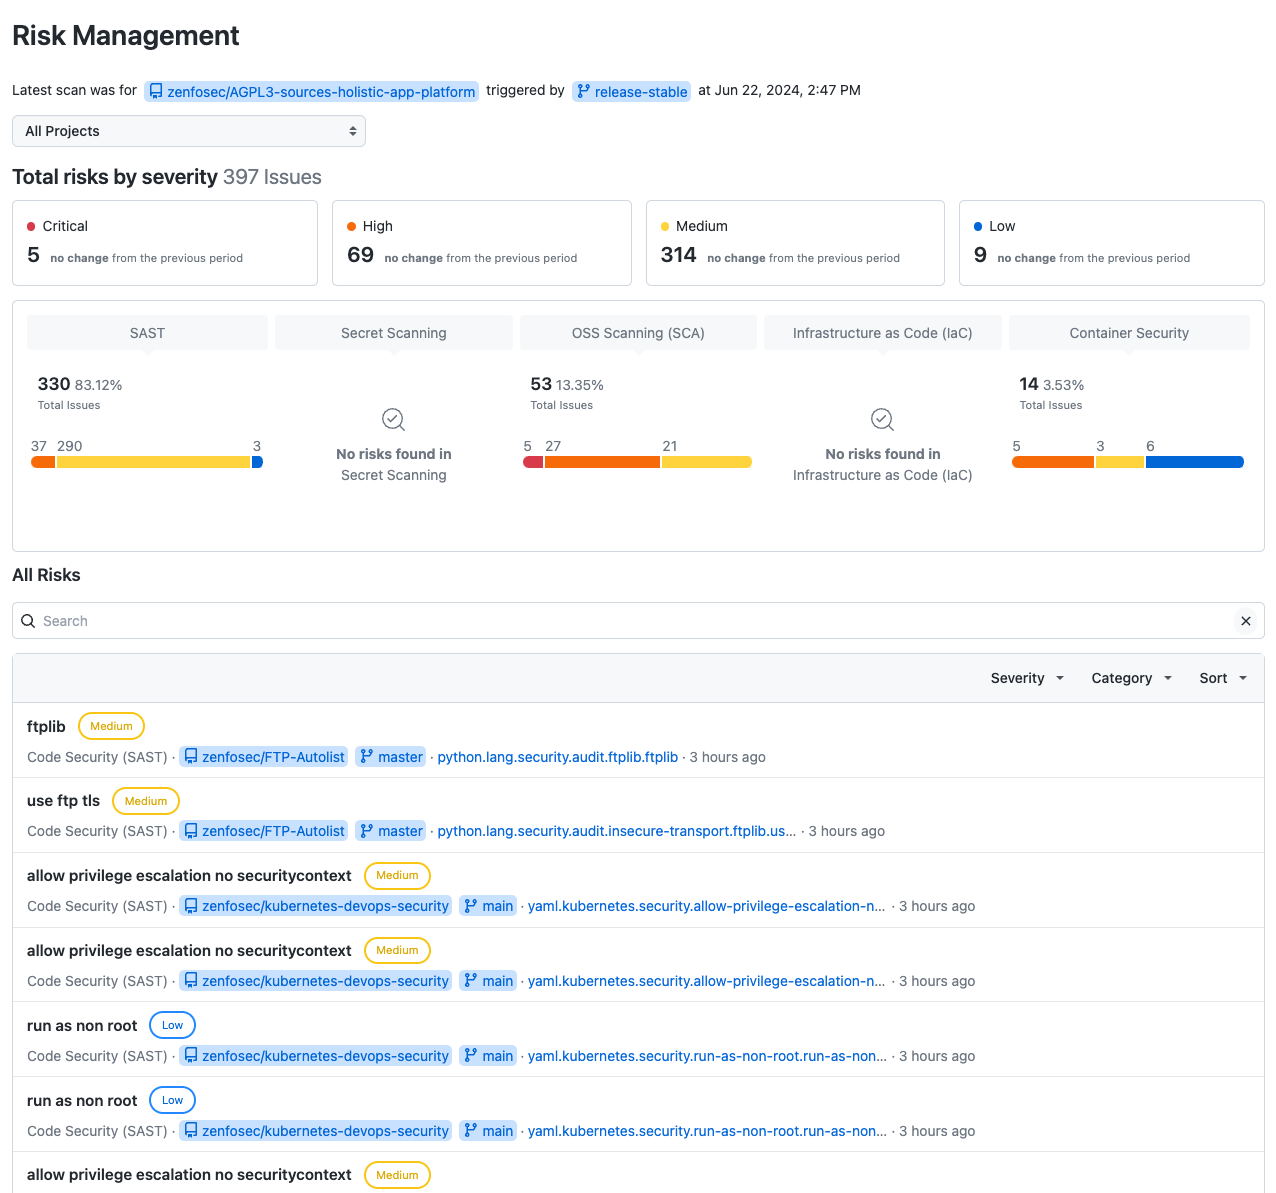 Risk Management
Latest scan was for zenfosec/AGPL3-sources-holistic-app-platform triggered by release-stable at Jun 22, 2024, 2:47 PM
All Projects
Total risks by severity 397 Issues
Critical
5 no change from the previous period
High
69 no change from the previous period
Medium
314 no change from the previous period
Low
9 no change from the previous period
SAST
330 83.12%
Total Issues
37 290 3
Secret Scanning
No risks found in
Secret Scanning
OSS Scanning (SCA)
53 13.35%
Total Issues
5 27 21
Infrastructure as Code (IaC)
No risks found in
Infrastructure as Code (IaC)
Container Security
14 3.53%
Total Issues
5 3 6
All Risks
Search
Severity Category Sort
ftplib Medium
Code Security (SAST) · zenfosec/FTP-Autolist master · python.lang.security.audit.ftplib.ftplib · 3 hours ago
use ftp tls Medium
Code Security (SAST) · zenfosec/FTP-Autolist master · python.lang.security.audit.insecure-transport.ftplib.us... · 3 hours ago
allow privilege escalation no securitycontext Medium
Code Security (SAST) · zenfosec/kubernetes-devops-security main · yaml.kubernetes.security.allow-privilege-escalation-n... · 3 hours ago
allow privilege escalation no securitycontext Medium
Code Security (SAST) · zenfosec/kubernetes-devops-security main · yaml.kubernetes.security.allow-privilege-escalation-n... · 3 hours ago
run as non root Low
Code Security (SAST) · zenfosec/kubernetes-devops-security main · yaml.kubernetes.security.run-as-non-root.run-as-non... · 3 hours ago
run as non root Low
Code Security (SAST) · zenfosec/kubernetes-devops-security main · yaml.kubernetes.security.run-as-non-root.run-as-non... · 3 hours ago
allow privilege escalation no securitycontext Medium